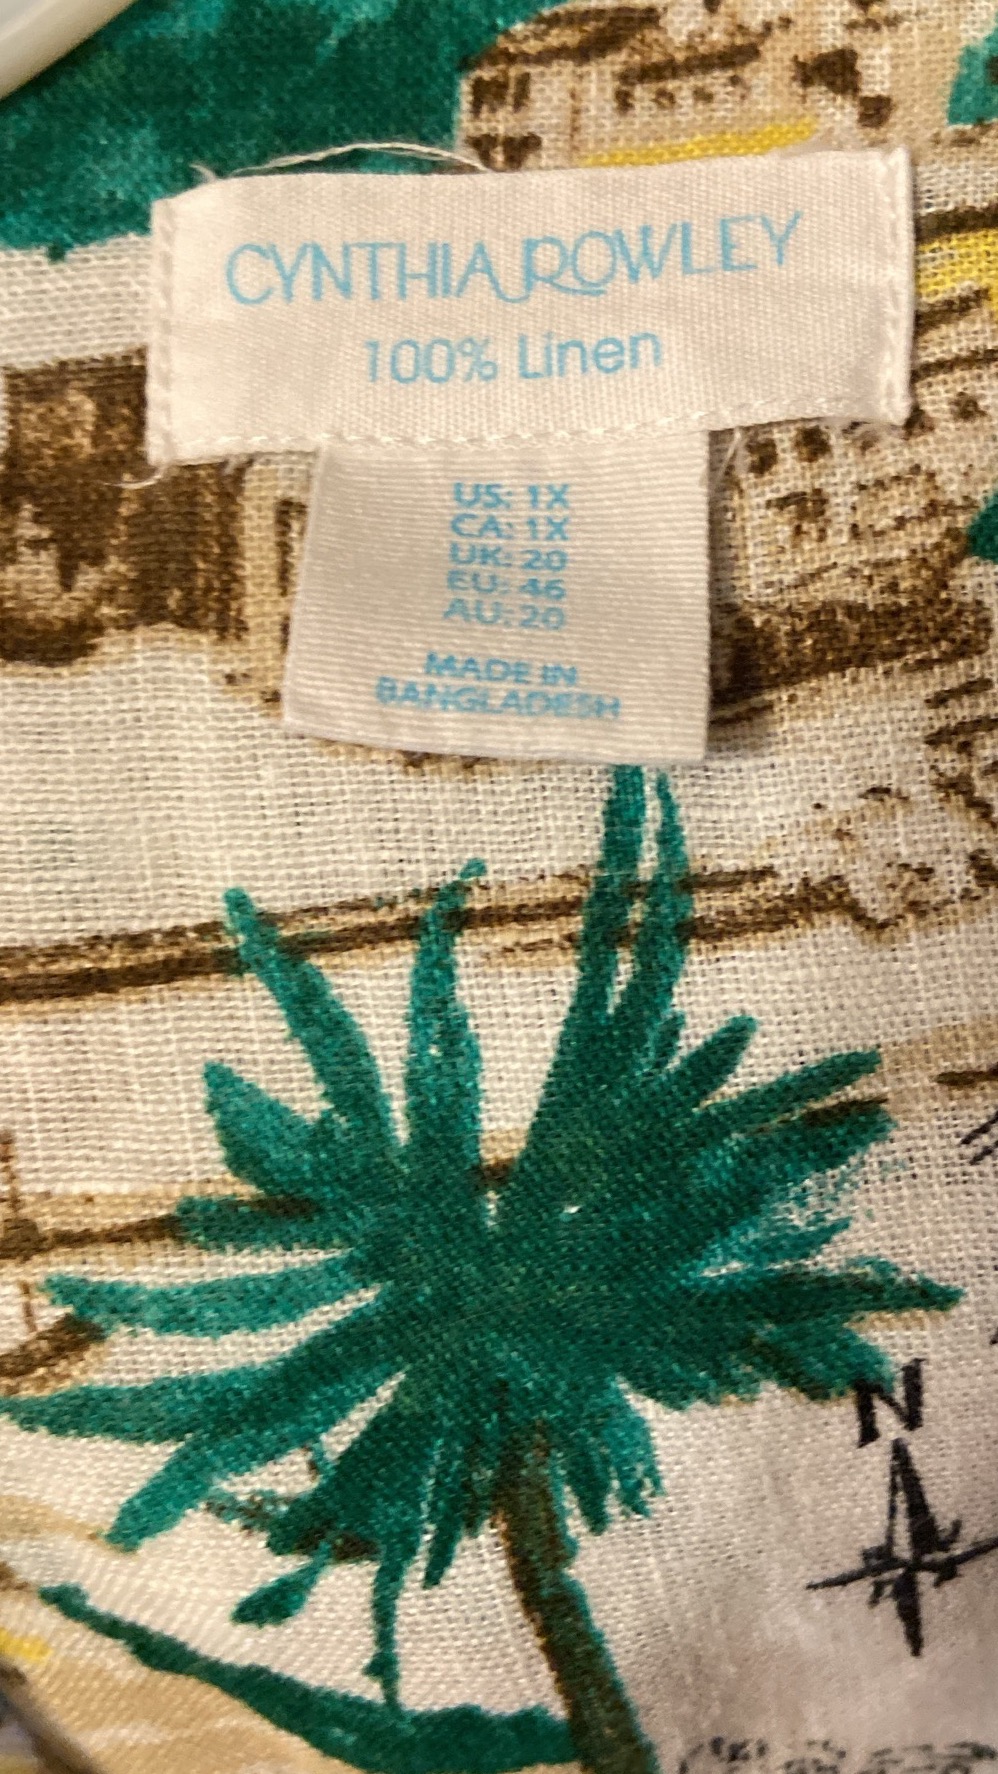 CYNTHIA ROWLEY
100% Linen
US: 1X
CA: 1X
UK: 20
EU: 46
AU: 20
MADE IN
BANGLADESH
N